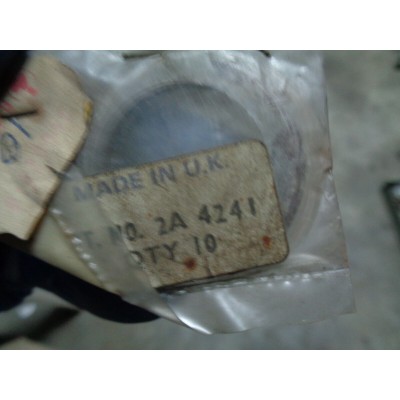 MADE IN U.K.
T. NO. 2A 4241
QTY 10